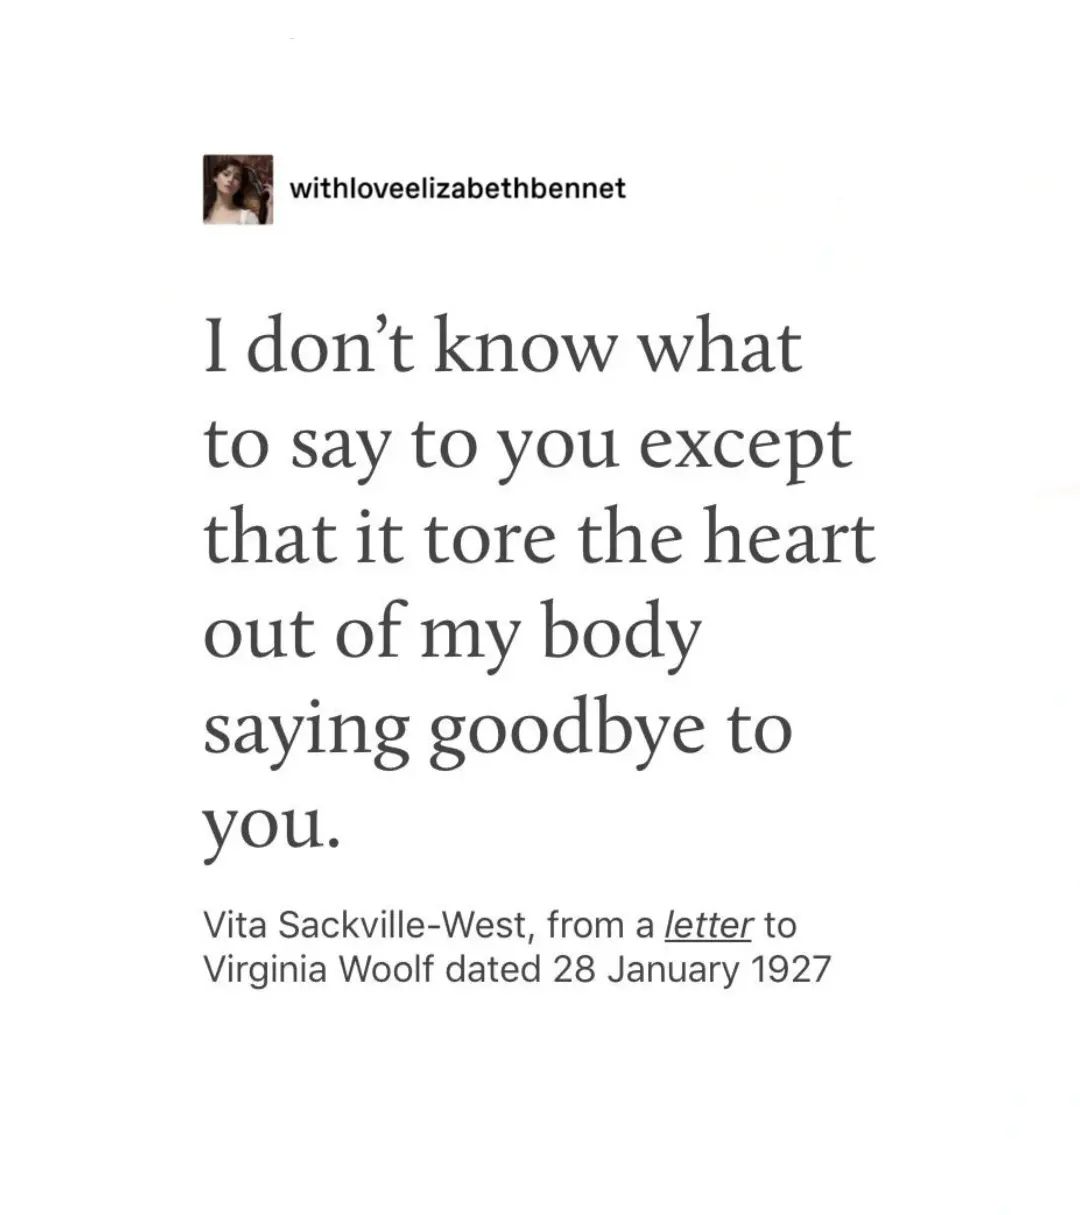 withloveelizabethbennet
I don’t know what
to say to you except
that it tore the heart
out of my body
saying goodbye to
you.
Vita Sackville-West, from a letter to
Virginia Woolf dated 28 January 1927